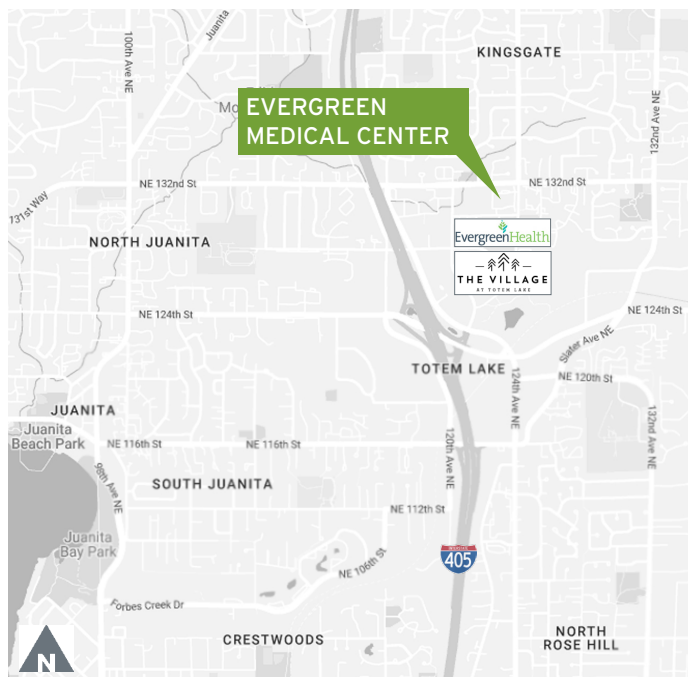 Juanita
100th Ave NE
KINGSGATE
Mo
EVERGREEN
MEDICAL CENTER
132nd Ave NE
NE 132nd St
NE 132nd St
131st Way
NORTH JUANITA
EvergreenHealth
THE VILLAGE
AT TOTEM LAKE
NE 124th St
NE 124th St
Slater Ave NE
TOTEM LAKE
124th Ave NE
NE 120th St
JUANITA
Juanita
Beach Park
NE 116th St
NE 116th St
120th Ave NE
132nd Ave NE
98th Ave NE
SOUTH JUANITA
NE 112th St
Juanita
Bay Park
NE 106th St
405
Forbes Creek Dr
CRESTWOODS
NORTH
ROSE HILL
N